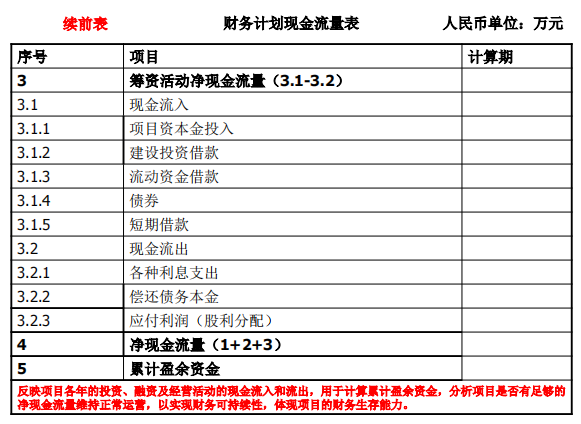 续前表 财务计划现金流量表 人民币单位：万元
序号 项目 计算期
3 筹资活动净现金流量（3.1-3.2）
3.1 现金流入
3.1.1 项目资本金投入
3.1.2 建设投资借款
3.1.3 流动资金借款
3.1.4 债券
3.1.5 短期借款
3.2 现金流出
3.2.1 各种利息支出
3.2.2 偿还债务本金
3.2.3 应付利润（股利分配）
4 净现金流量（1+2+3）
5 累计盈余资金
反映项目各年的投资、融资及经营活动的现金流入和流出，用于计算累计盈余资金，分析项目是否有足够的
净现金流量维持正常运营，以实现财务可持续性，体现项目的财务生存能力。